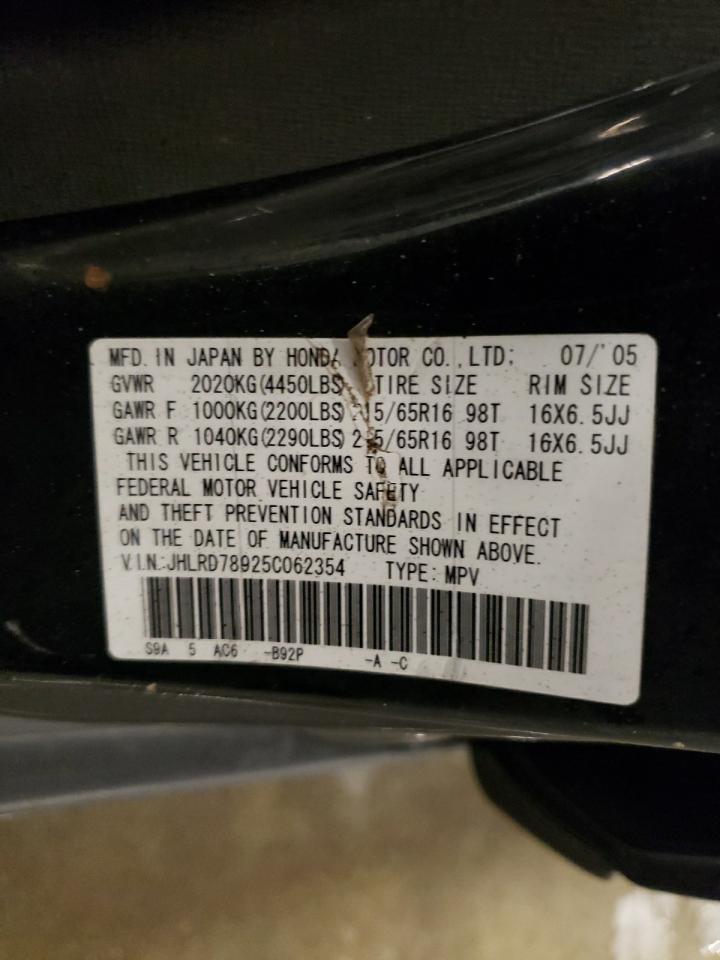 MFD. IN JAPAN BY HONDA MOTOR CO.,LTD: 07/'05
GVWR 2020KG(4450LBS) TIRE SIZE RIM SIZE
GAWR F 1000KG(2200LBS) 215/65R16 98T 16X6.5JJ
GAWR R 1040KG(2290LBS) 215/65R16 98T 16X6.5JJ
THIS VEHICLE CONFORMS TO ALL APPLICABLE
FEDERAL MOTOR VEHICLE SAFETY
AND THEFT PREVENTION STANDARDS IN EFFECT
ON THE DATE OF MANUFACTURE SHOWN ABOVE.
V.I.N.:JHLRD78925C062354 TYPE: MPV
S9A 5 AC6 -B92P -A -C